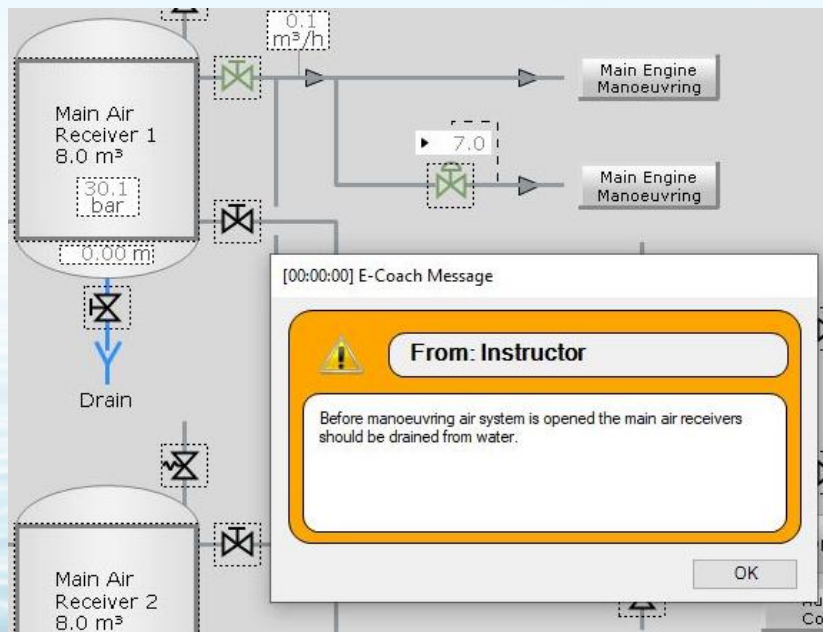 0.1
m³/h
Main Air
Receiver 1
8.0 m³
30.1
bar
0.00 m
Drain
7.0
Main Engine
Manoeuvring
Main Engine
Manoeuvring
[00:00:00] E-Coach Message
From: Instructor
Before manoeuvring air system is opened the main air receivers
should be drained from water.
OK
Main Air
Receiver 2
8.0 m³
Co